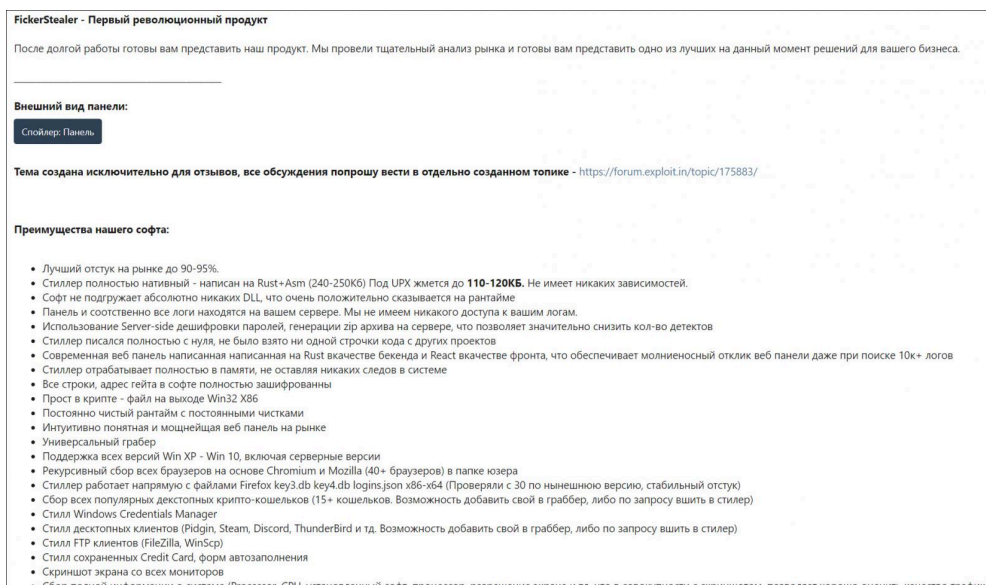 FickerStealer - Первый революционный продукт
После долгой работы готовы вам представить наш продукт. Мы провели тщательный анализ рынка и готовы вам представить одно из лучших на данный момент решений для вашего бизнеса.
Внешний вид панели:
Спойлер: Панель
Тема создана исключительно для отзывов, все обсуждения попрошу вести в отдельно созданном топике - https://forum.exploit.in/topic/175883/
Преимущества нашего софта:
• Лучший отстук на рынке до 90-95%.
• Стиллер полностью нативный - написан на Rust+Asm (240-250Кб) Под UPX жмется до 110-120КБ. Не имеет никаких зависимостей.
• Софт не подгружает абсолютно никаких DLL, что очень положительно сказывается на рантайме
• Панель и соотственно все логи находятся на вашем сервере. Мы не имеем никакого доступа к вашим логам.
• Использование Server-side дешифровки паролей, генерации zip архива на сервере, что позволяет значительно снизить кол-во детектов
• Стиллер писался полностью с нуля, не было взято ни одной строчки кода с других проектов
• Современная веб панель написанная написанная на Rust вкачестве бекенда и React вкачестве фронта, что обеспечивает молниеносный отклик веб панели даже при поиске 10к+ логов
• Стиллер отрабатывает полностью в памяти, не оставляя никаких следов в системе
• Все строки, адрес гейта в софте полностью зашифрованны
• Прост в крипте - файл на выходе Win32 X86
• Постоянно чистый рантайм с постоянными чистками
• Интуитивно понятная и мощнейщая веб панель на рынке
• Универсальный грабер
• Поддержка всех версий Win XP - Win 10, включая серверные версии
• Рекурсивный сбор всех браузеров на основе Chromium и Mozilla (40+ браузеров) в папке юзера
• Стиллер работает напрямую с файлами Firefox key3.db key4.db logins.json x86-x64 (Проверяли с 30 по нынешнюю версию, стабильный отстук)
• Сбор всех популярных декстопных крипто-кошельков (15+ кошельков. Возможность добавить свой в граббер, либо по запросу вшить в стилер)
• Стилл Windows Credentials Manager
• Стилл десктопных клиентов (Pidgin, Steam, Discord, ThunderBird и тд. Возможность добавить свой в граббер, либо по запросу вшить в стилер)
• Стилл FTP клиентов (FileZilla, WinScp)
• Стилл сохраненных Credit Card, форм автозаполнения
• Скриншот экрана со всех мониторов